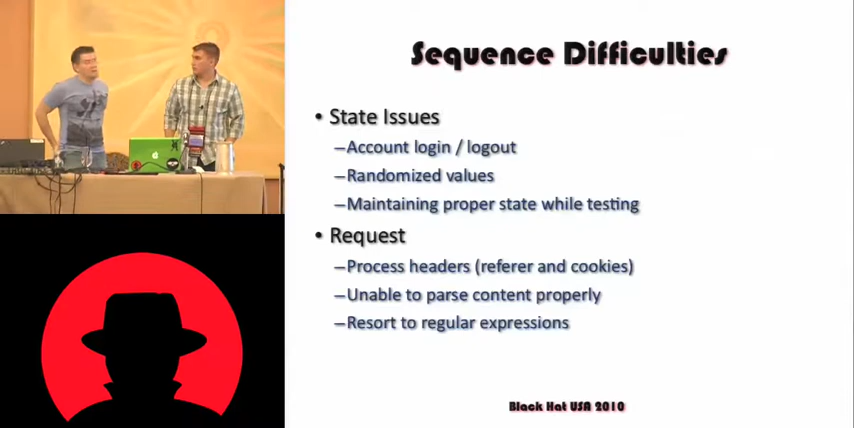 Sequence Difficulties
• State Issues
–Account login / logout
–Randomized values
–Maintaining proper state while testing
• Request
–Process headers (referer and cookies)
–Unable to parse content properly
–Resort to regular expressions
Black Hat USA 2010